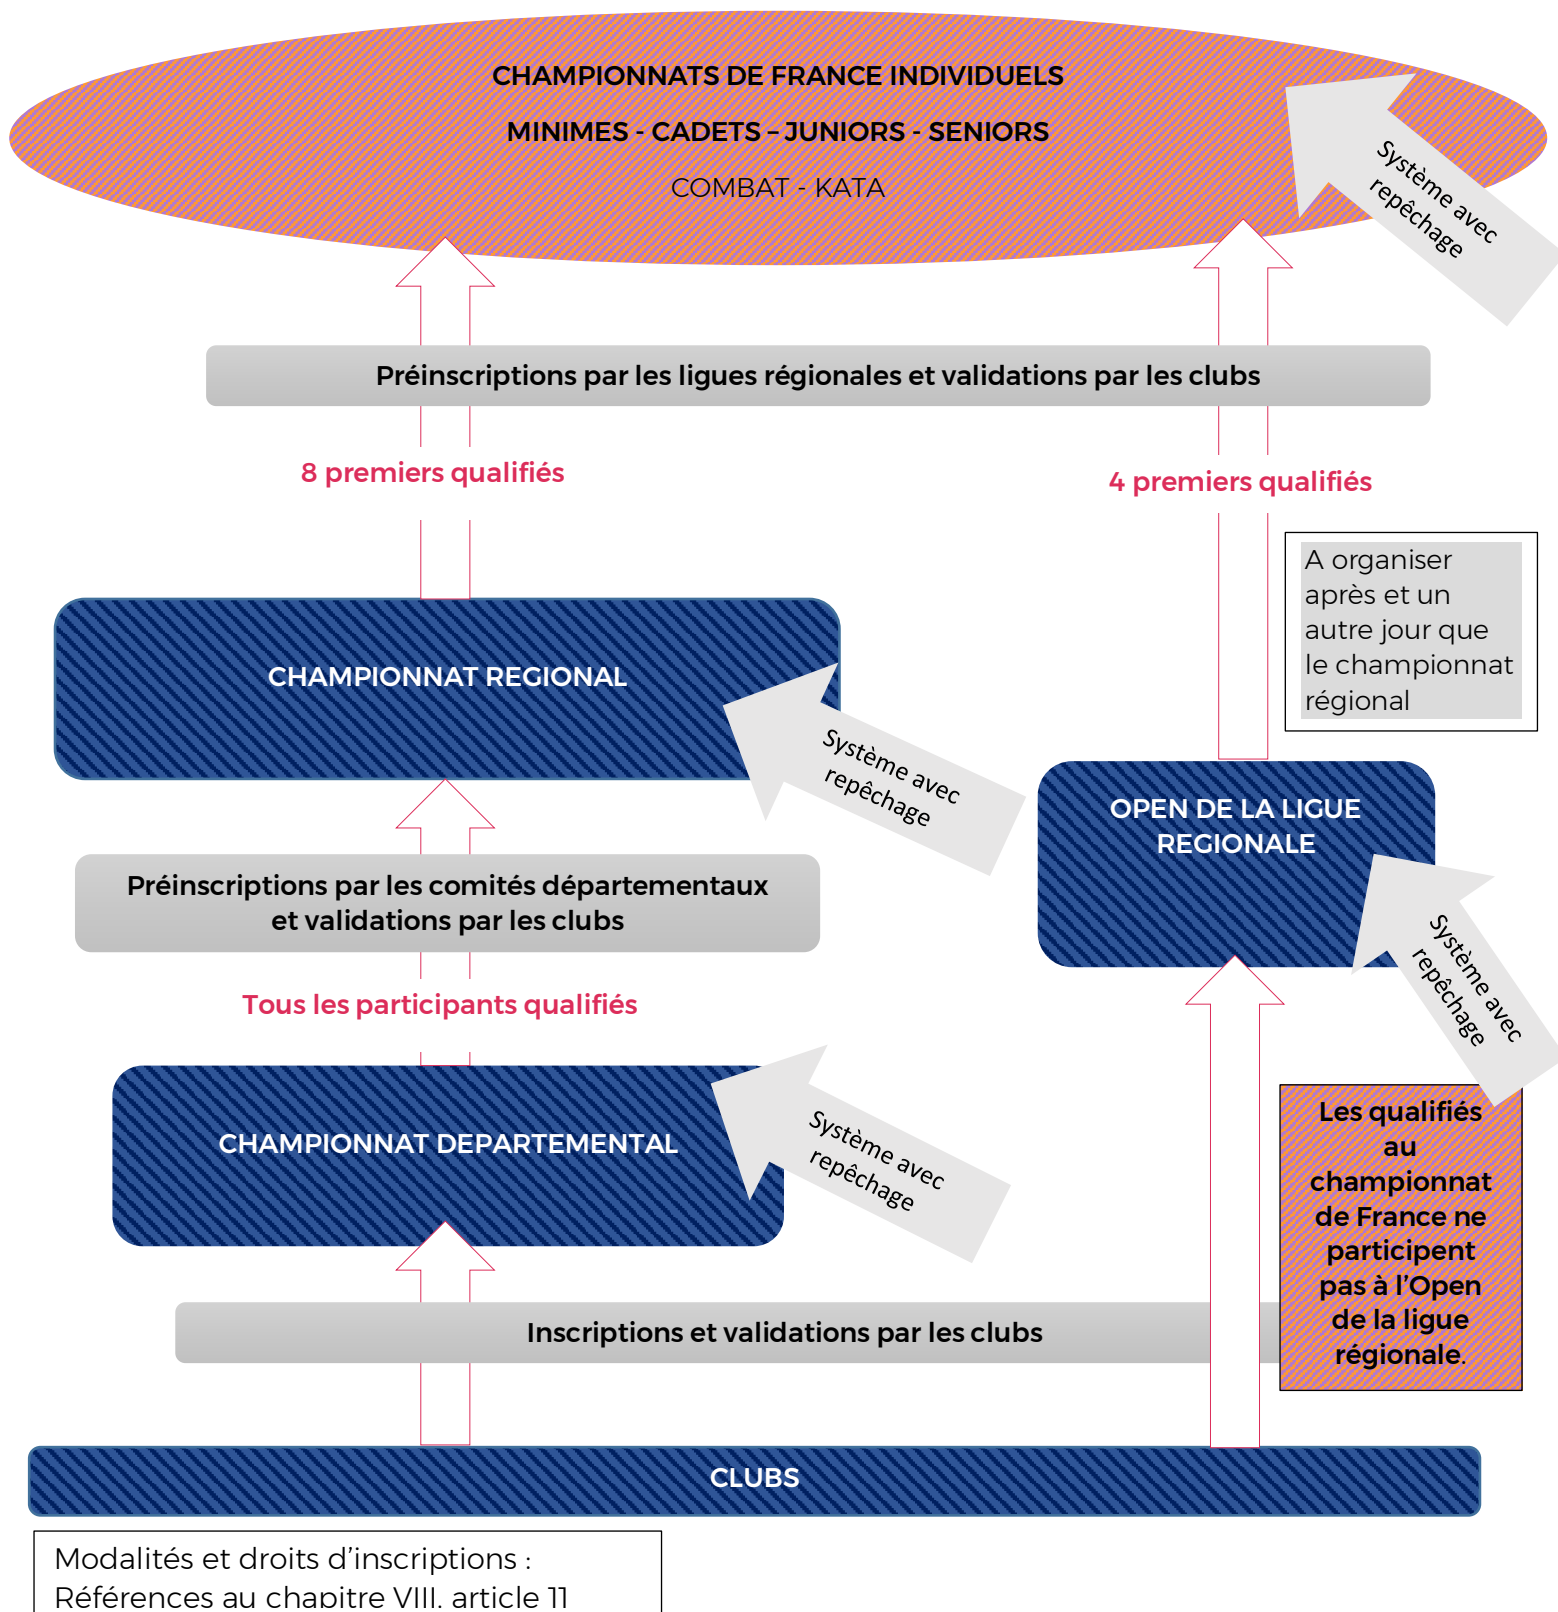 CHAMPIONNATS DE FRANCE INDIVIDUELS
MINIMES - CADETS – JUNIORS - SENIORS
COMBAT - KATA
Système avec
repêchage
Préinscriptions par les ligues régionales et validations par les clubs
8 premiers qualifiés
4 premiers qualifiés
A organiser
après et un
autre jour que
le championnat
régional
CHAMPIONNAT REGIONAL
Système avec
repêchage
OPEN DE LA LIGUE
REGIONALE
Système avec
repêchage
Préinscriptions par les comités départementaux
et validations par les clubs
Tous les participants qualifiés
CHAMPIONNAT DEPARTEMENTAL
Système avec
repêchage
Les qualifiés
au
championnat
de France ne
participent
pas à l’Open
de la ligue
régionale.
Inscriptions et validations par les clubs
CLUBS
Modalités et droits d’inscriptions :
Références au chapitre VIII. article 11